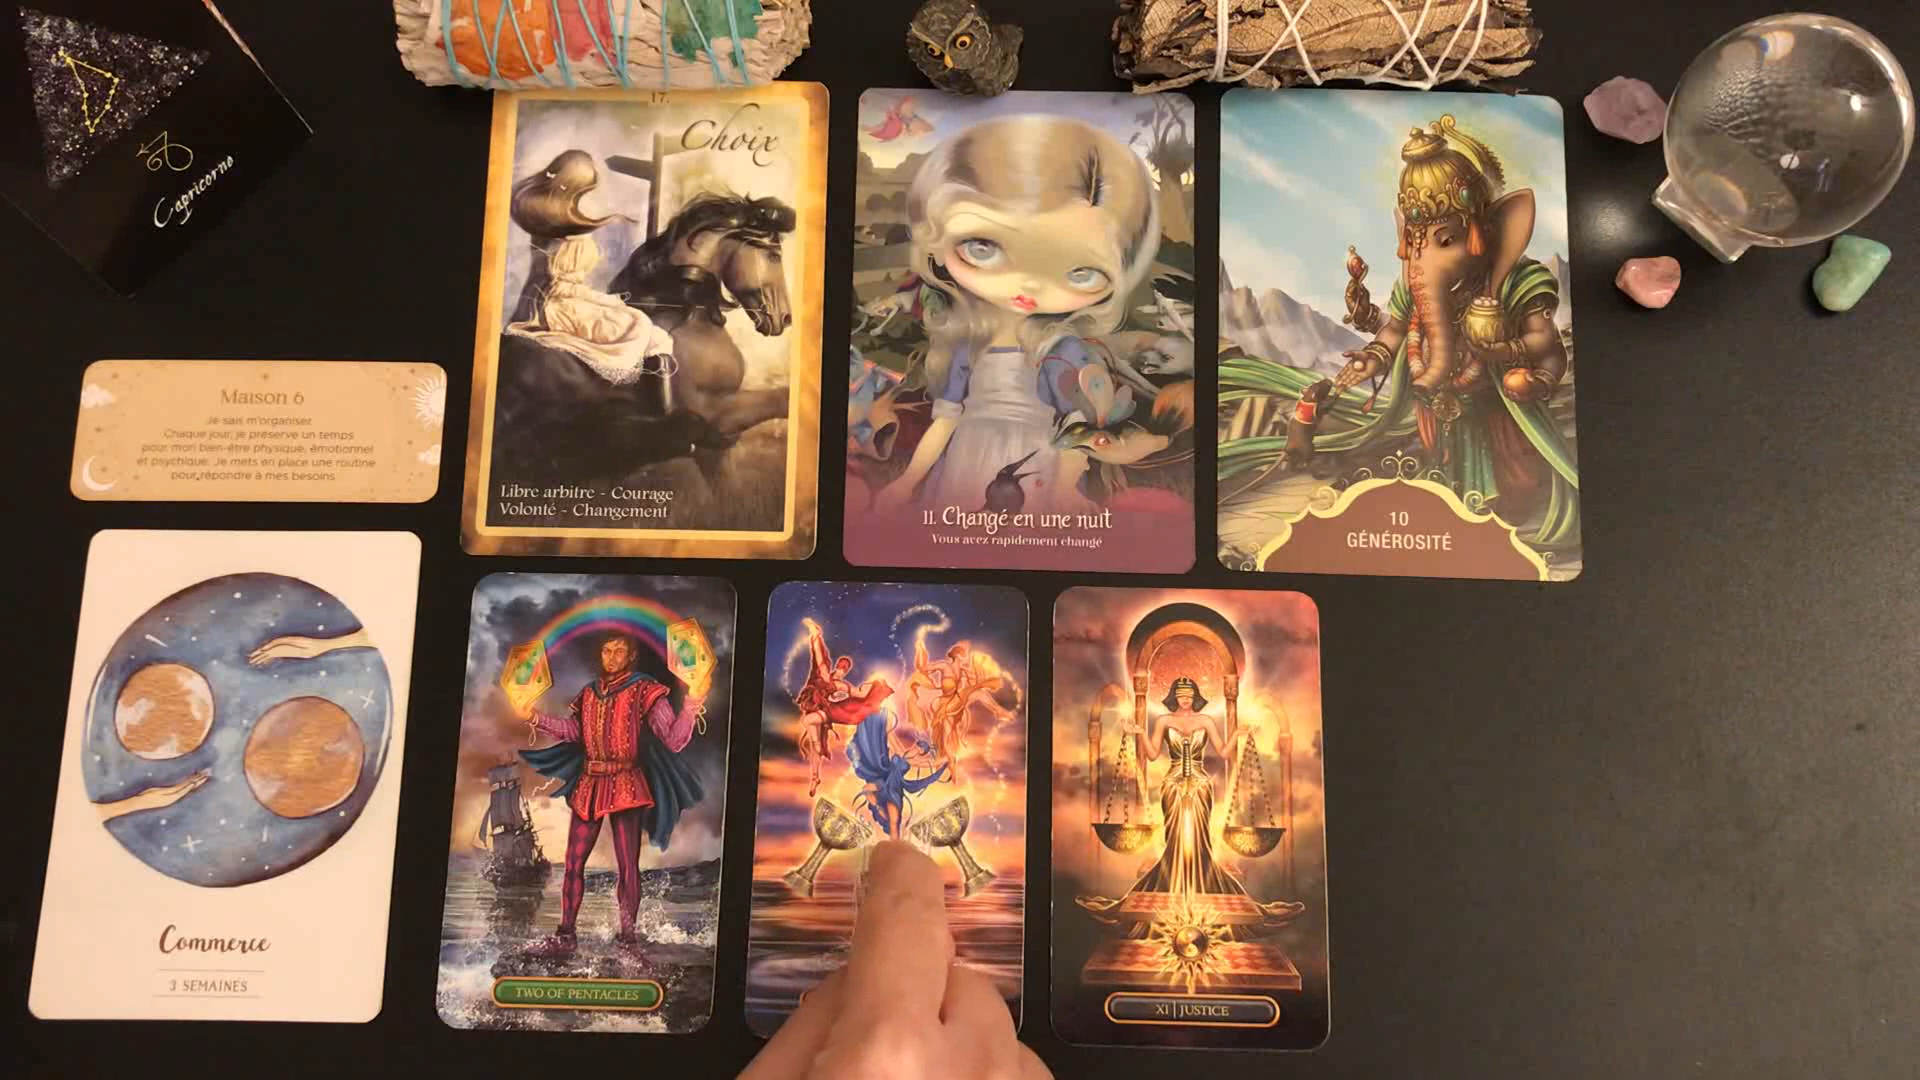 Capricorne
Maison 6
Je sais m'organiser.
Chaque jour, je préserve un temps
pour mon bien-être physique, émotionnel
et psychique. Je mets en place une routine
pour répondre à mes besoins.
17.
Choix
Libre arbitre - Courage
Volonté - Changement
11. Changé en une nuit
Vous avez rapidement changé
10
GÉNÉROSITÉ
Commerce
3 SEMAINES
TWO OF PENTACLES
XI | JUSTICE